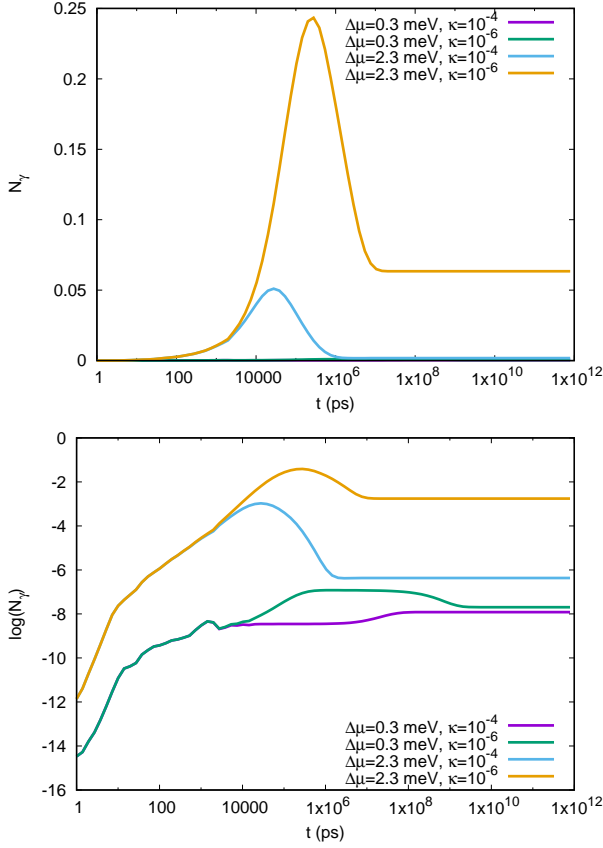 0.25
0.2
0.15
0.1
0.05
0
Nγ
Δμ=0.3 meV, κ=10-4
Δμ=0.3 meV, κ=10-6
Δμ=2.3 meV, κ=10-4
Δμ=2.3 meV, κ=10-6
1 100 10000 1x106 1x108 1x1010 1x1012
t (ps)
0
-2
-4
-6
-8
-10
-12
-14
-16
log(Nγ)
Δμ=0.3 meV, κ=10-4
Δμ=0.3 meV, κ=10-6
Δμ=2.3 meV, κ=10-4
Δμ=2.3 meV, κ=10-6
1 100 10000 1x106 1x108 1x1010 1x1012
t (ps)